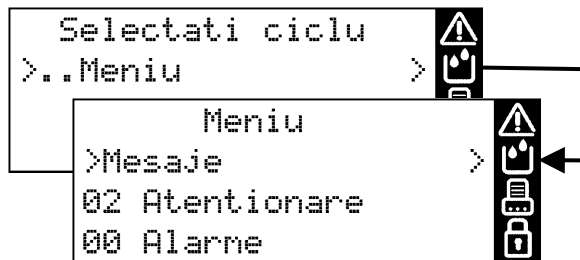 Selectati ciclu
>..Meniu >
Meniu
>Mesaje >
02 Atentionare
00 Alarme